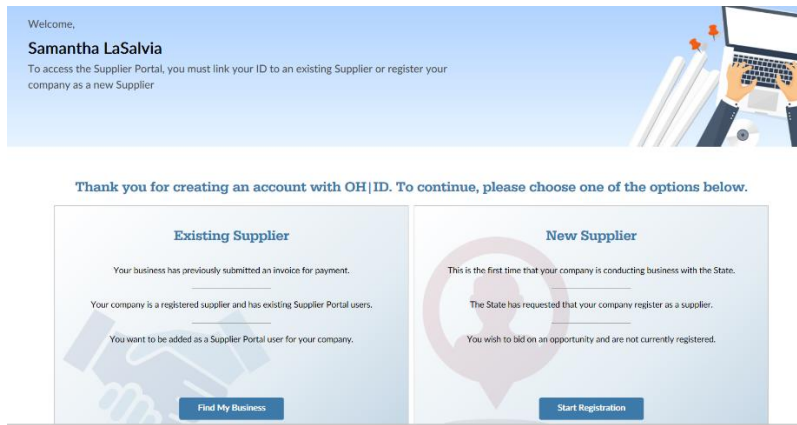 Welcome,
Samantha LaSalvia
To access the Supplier Portal, you must link your ID to an existing Supplier or register your
company as a new Supplier
Thank you for creating an account with OH|ID. To continue, please choose one of the options below.
Existing Supplier
Your business has previously submitted an invoice for payment.
Your company is a registered supplier and has existing Supplier Portal users.
You want to be added as a Supplier Portal user for your company.
Find My Business
New Supplier
This is the first time that your company is conducting business with the State.
The State has requested that your company register as a supplier.
You wish to bid on an opportunity and are not currently registered.
Start Registration